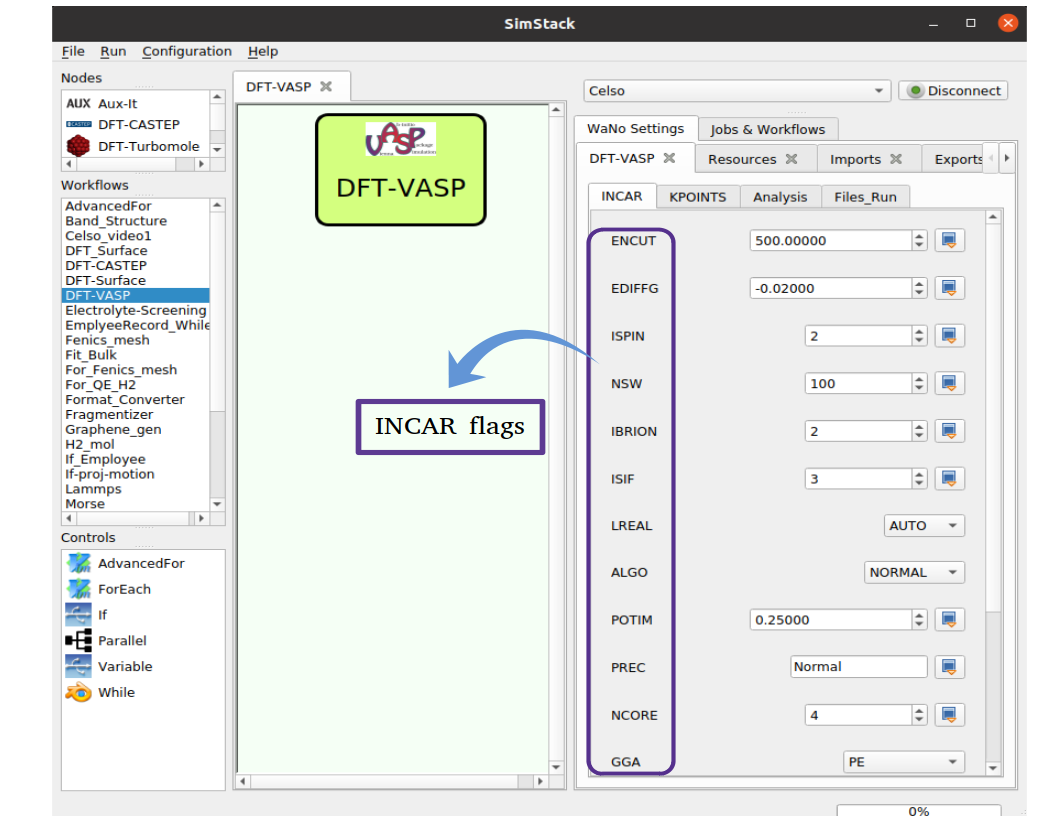 SimStack
File Run Configuration Help
Nodes
AUX Aux-It
CASTEP DFT-CASTEP
DFT-Turbomole
Workflows
AdvancedFor
Band_Structure
Celso_video1
DFT_Surface
DFT-CASTEP
DFT-Surface
DFT-VASP
Electrolyte-Screening
EmplyeeRecord_While
Fenics_mesh
Fit_Bulk
For_Fenics_mesh
For_QE_H2
Format_Converter
Fragmentizer
Graphene_gen
H2_mol
If_Employee
If-proj-motion
Lammps
Morse
Controls
AdvancedFor
ForEach
If
Parallel
Variable
While
DFT-VASP
VASP
DFT-VASP
INCAR flags
Celso
Disconnect
WaNo Settings Jobs & Workflows
DFT-VASP Resources Imports Exports
INCAR KPOINTS Analysis Files_Run
ENCUT 500.00000
EDIFFG -0.02000
ISPIN 2
NSW 100
IBRION 2
ISIF 3
LREAL AUTO
ALGO NORMAL
POTIM 0.25000
PREC Normal
NCORE 4
GGA PE
0%